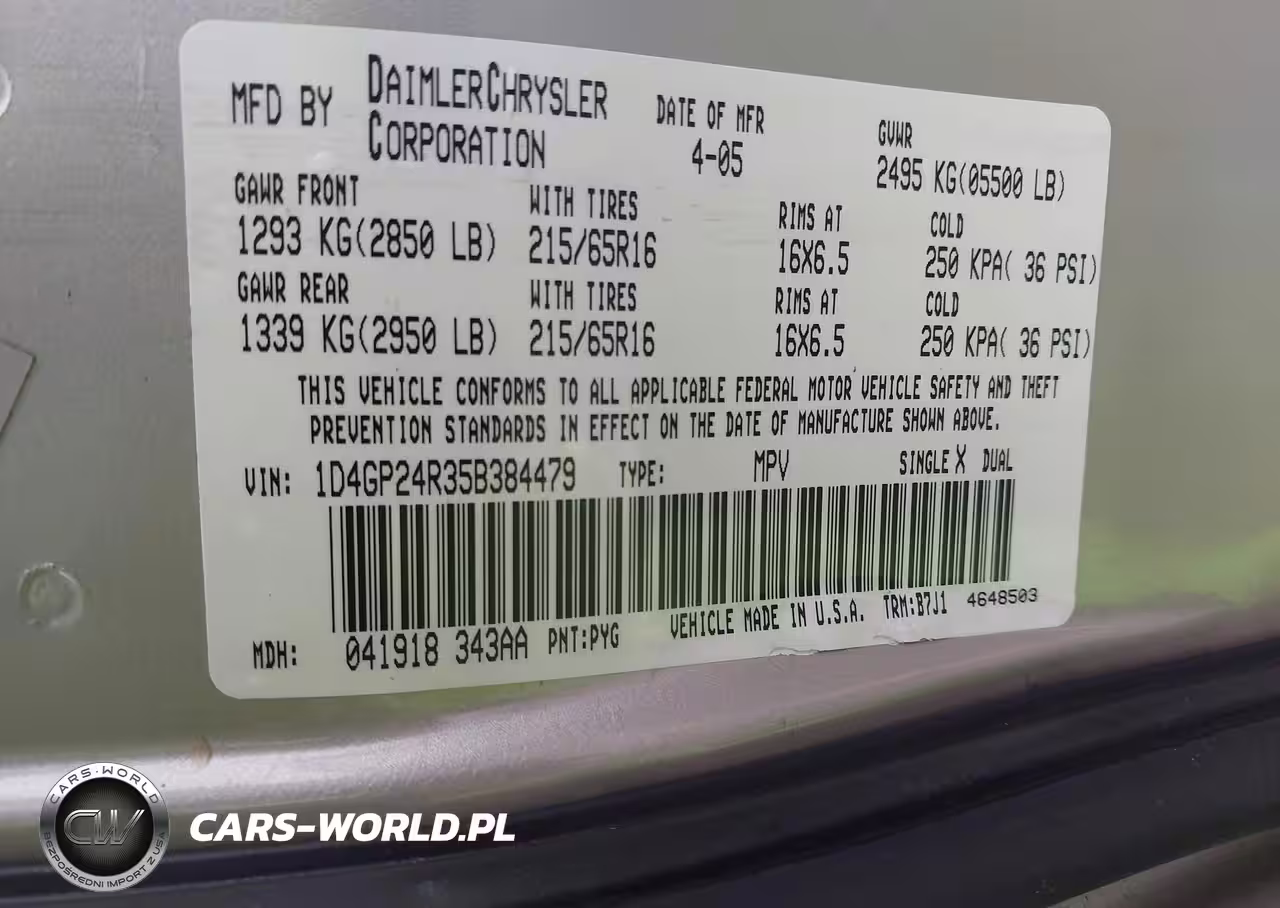 MFD BY DAIMLERCHRYSLER CORPORATION DATE OF MFR 4-05 GVWR 2495 KG(05500 LB)
GAWR FRONT WITH TIRES RIMS AT COLD
1293 KG(2850 LB) 215/65R16 16X6.5 250 KPA( 36 PSI)
GAWR REAR WITH TIRES RIMS AT COLD
1339 KG(2950 LB) 215/65R16 16X6.5 250 KPA( 36 PSI)
THIS VEHICLE CONFORMS TO ALL APPLICABLE FEDERAL MOTOR VEHICLE SAFETY AND THEFT
PREVENTION STANDARDS IN EFFECT ON THE DATE OF MANUFACTURE SHOWN ABOVE.
VIN: 1D4GP24R35B384479 TYPE: MPV SINGLE X DUAL
MDH: 041918 343AA PNT:PYG VEHICLE MADE IN U.S.A. TRM:B7J1 4648503
CARS-WORLD
CW
BEZPOŚREDNI IMPORT Z USA
CARS-WORLD.PL